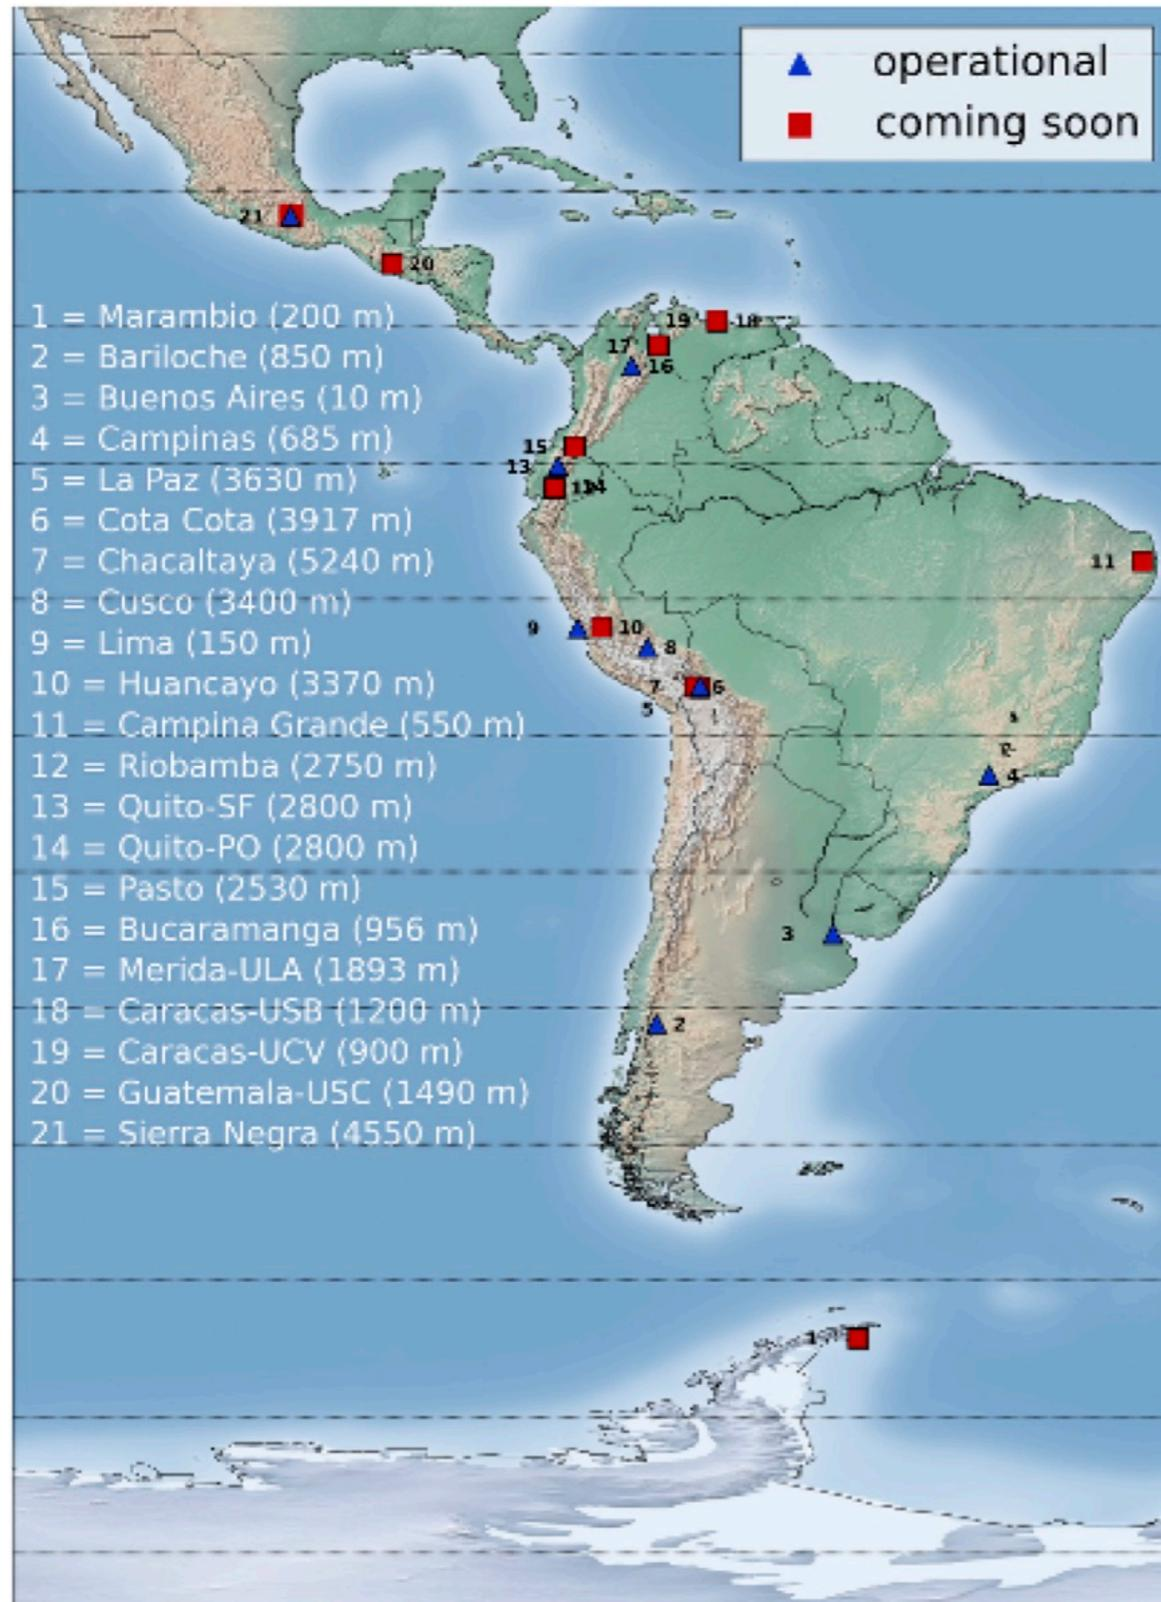 operational
coming soon
21
20
1 = Marambio (200 m)
2 = Bariloche (850 m)
3 = Buenos Aires (10 m)
4 = Campinas (685 m)
5 = La Paz (3630 m)
6 = Cota Cota (3917 m)
7 = Chacaltaya (5240 m)
8 = Cusco (3400 m)
9 = Lima (150 m)
10 = Huancayo (3370 m)
11 = Campina Grande (550 m)
12 = Riobamba (2750 m)
13 = Quito-SF (2800 m)
14 = Quito-PO (2800 m)
15 = Pasto (2530 m)
16 = Bucaramanga (956 m)
17 = Merida-ULA (1893 m)
18 = Caracas-USB (1200 m)
19 = Caracas-UCV (900 m)
20 = Guatemala-USC (1490 m)
21 = Sierra Negra (4550 m)
19
18
17
16
15
13
11
9
10
8
7
6
5
4
3
2
1